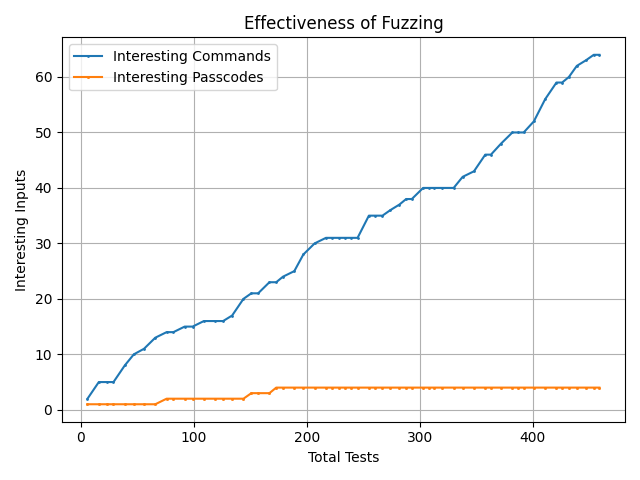 Effectiveness of Fuzzing
Interesting Commands
Interesting Passcodes
Interesting Inputs
60
50
40
30
20
10
0
0 100 200 300 400
Total Tests